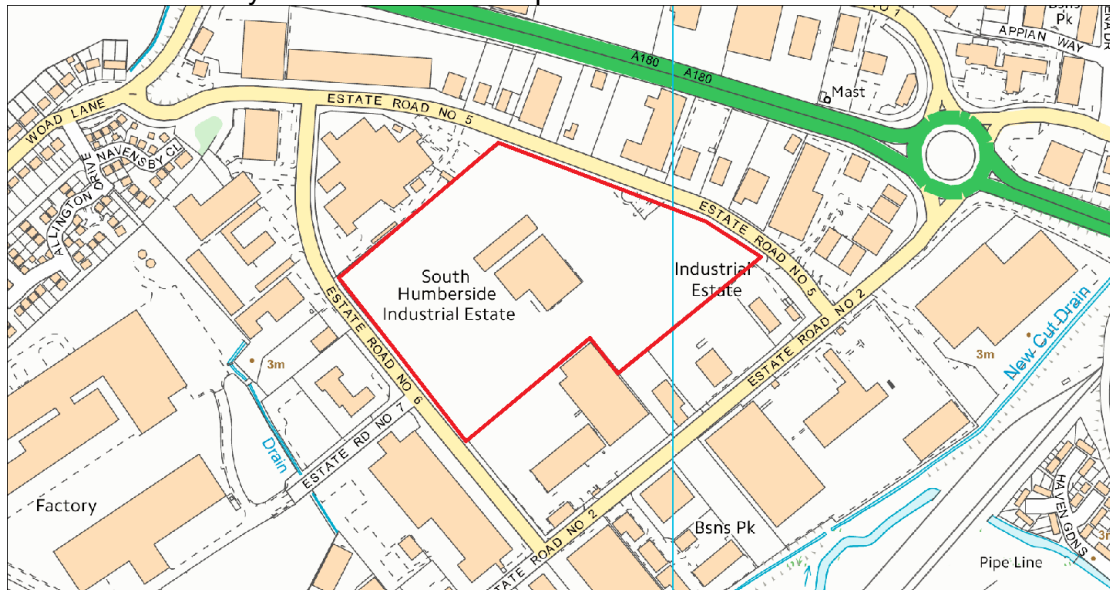 NO 1
Bsns
Pk
APPIAN WAY
A180
A180
Mast
WOAD LANE
ESTATE ROAD NO 5
NAVENSBY CL
ALLINGTON DRIVE
ESTATE ROAD NO 5
South
Humberside
Industrial Estate
Industrial
Estate
ESTATE ROAD NO 2
ESTATE ROAD NO 6
3m
3m
New Cut Drain
ESTATE RD NO 7
Drain
Factory
ESTATE ROAD NO 2
Bsns Pk
HAVEN GDNS
Pipe Line